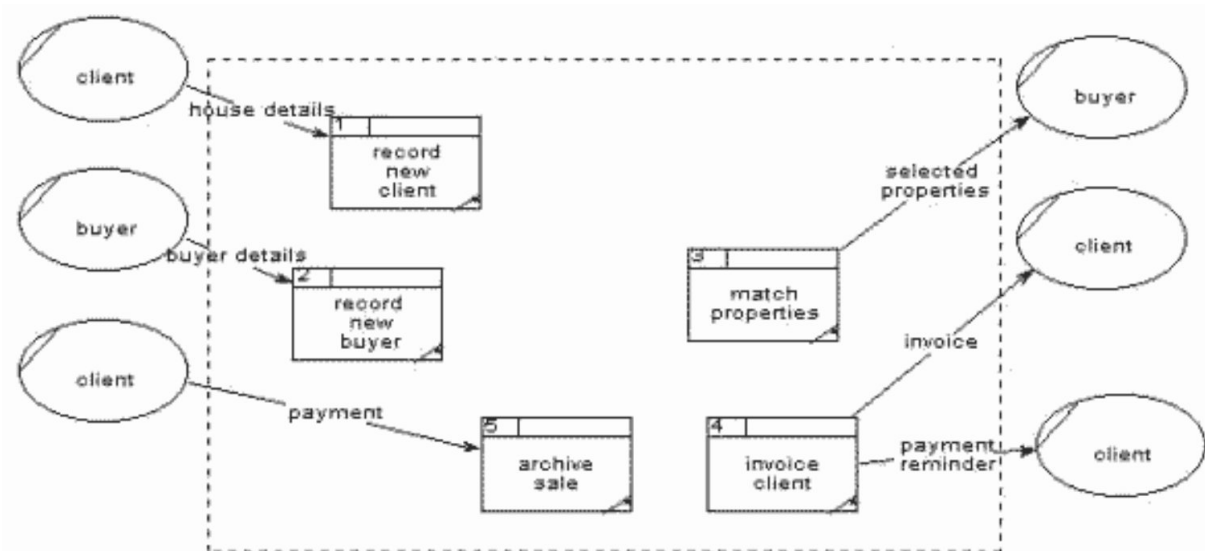 client
house details
1
record
new
client
buyer
buyer details
2
record
new
buyer
client
payment
5
archive
sale
3
match
properties
4
invoice
client
selected
properties
buyer
invoice
client
payment
reminder
client